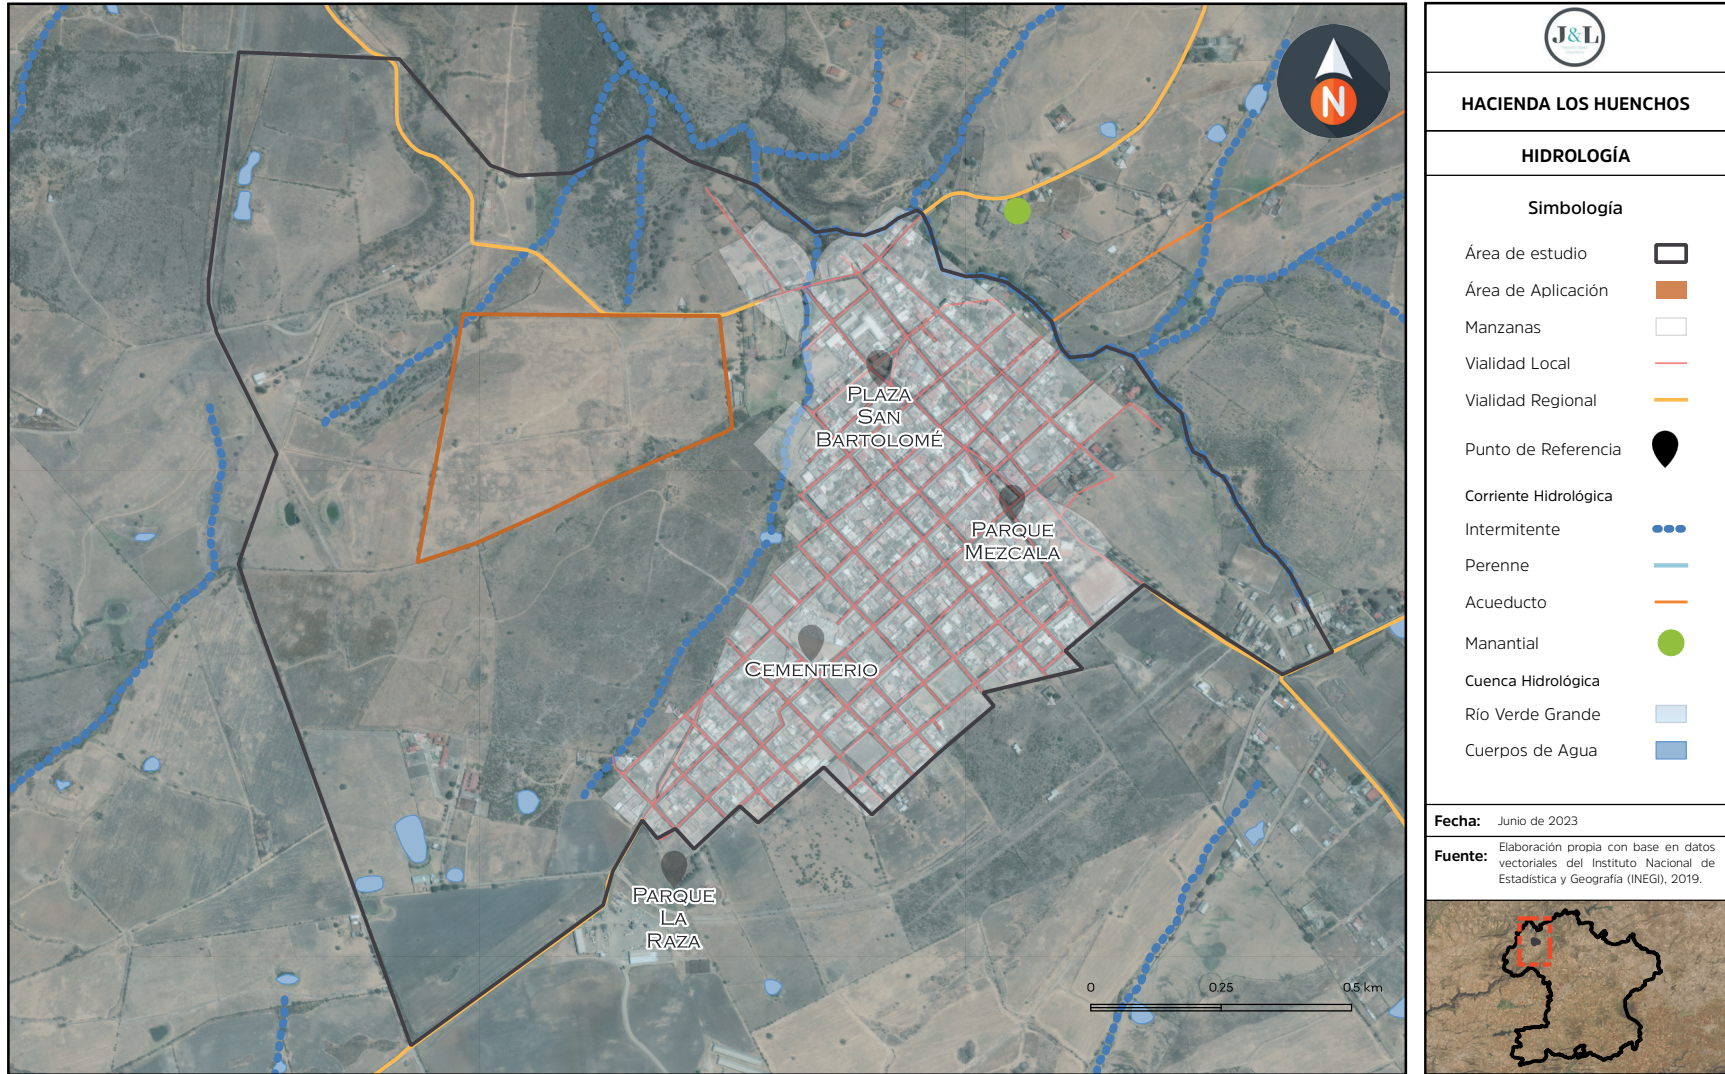 N
PLAZA
SAN
BARTOLOMÉ
PARQUE
MEZCALA
CEMENTERIO
PARQUE
LA
RAZA
0 0.25 0.5 km
J&L
HACIENDA LOS HUENCHOS
HIDROLOGÍA
Simbología
Área de estudio
Área de Aplicación
Manzanas
Vialidad Local
Vialidad Regional
Punto de Referencia
Corriente Hidrológica
Intermitente
Perenne
Acueducto
Manantial
Cuenca Hidrológica
Río Verde Grande
Cuerpos de Agua
Fecha: Junio de 2023
Fuente: Elaboración propia con base en datos
vectoriales del Instituto Nacional de
Estadística y Geografía (INEGI), 2019.